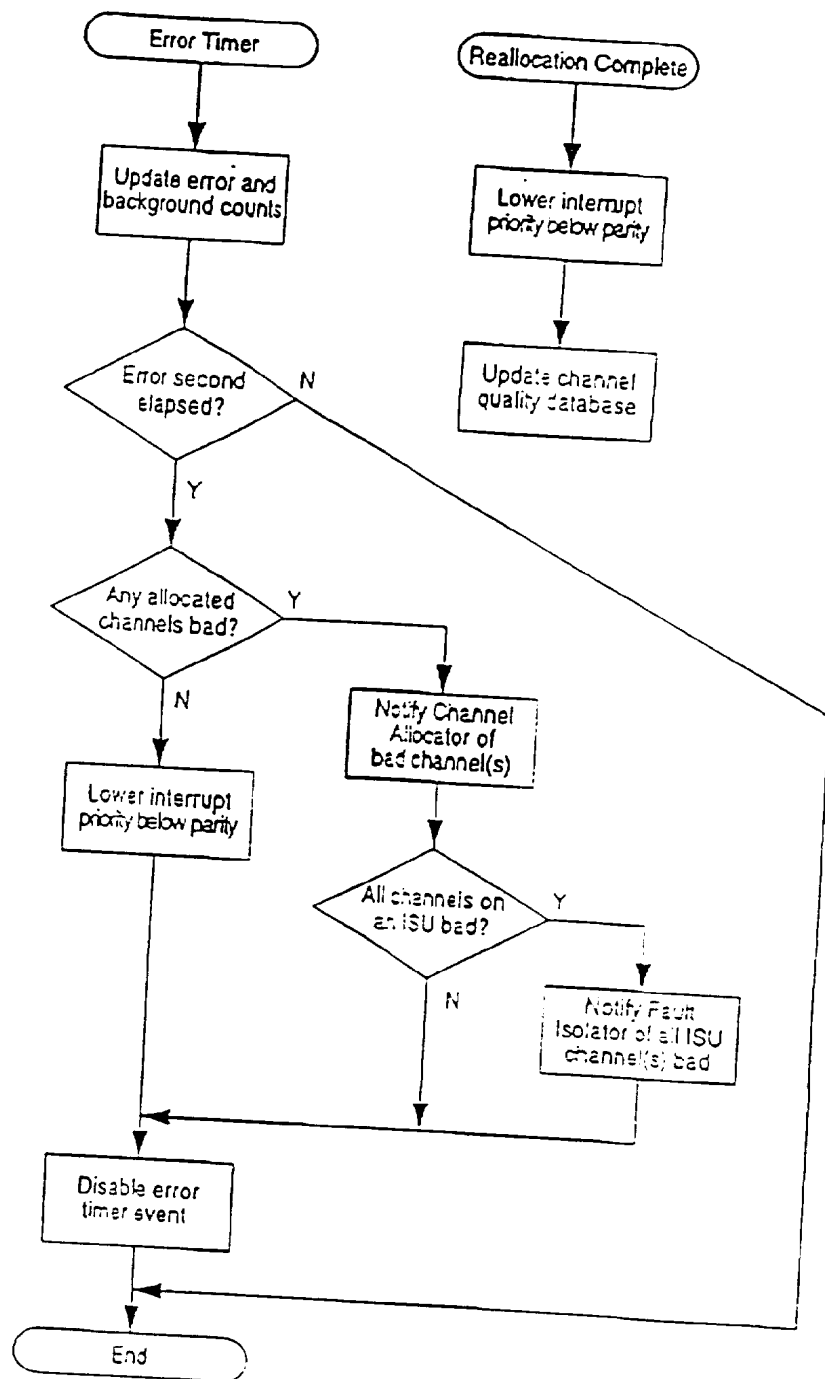 Error Timer
Update error and
background counts
Error second
elapsed?
N
Y
Any allocated
channels bad?
Y
N
Notify Channel
Allocator of
bad channel(s)
Lower interrupt
priority below parity
All channels on
an ISU bad?
Y
N
Notify Fault
Isolator of all ISU
channel(s) bad
Disable error
timer event
End
Reallocation Complete
Lower interrupt
priority below parity
Update channel
quality database